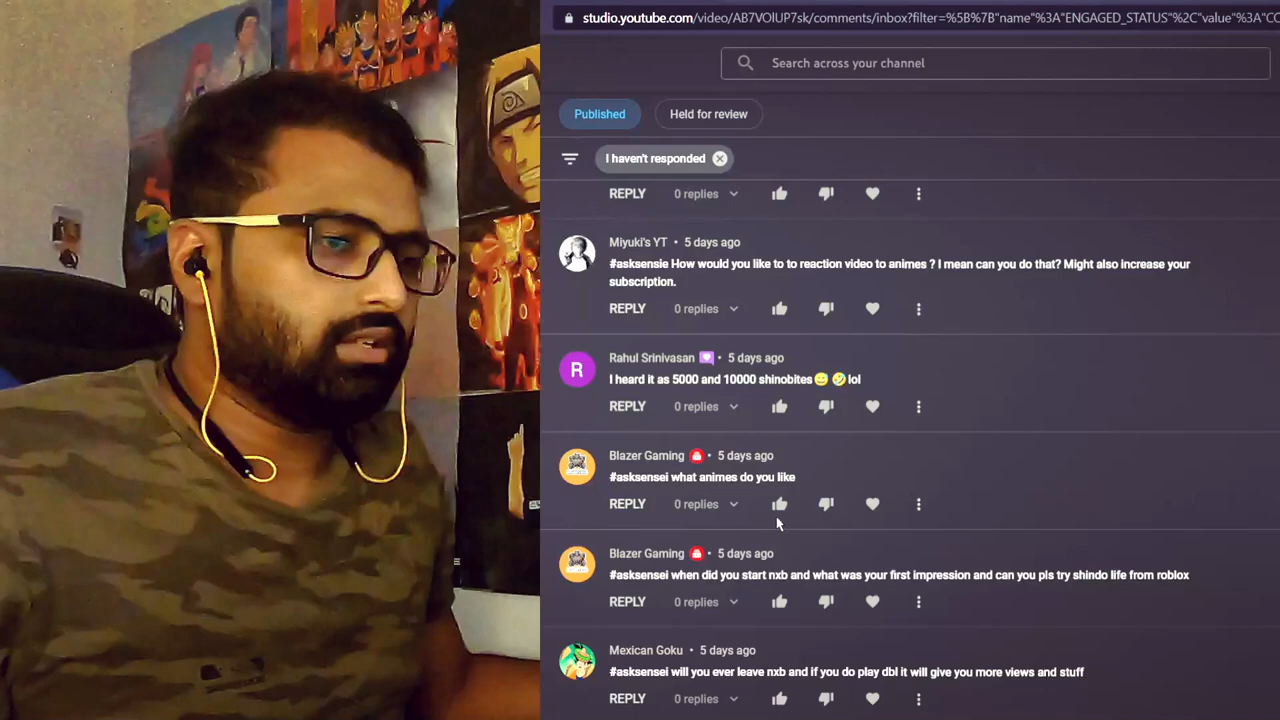 studio.youtube.com/video/AB7VOlUP7sk/comments/inbox?filter=%5B%7B"name"%3A"ENGAGED_STATUS"%2C"value"%3A"CO
Search across your channel
Published
Held for review
I haven't responded
REPLY 0 replies
Miyuki's YT • 5 days ago
#asksensie How would you like to to reaction video to animes ? I mean can you do that? Might also increase your
subscription.
REPLY 0 replies
R
Rahul Srinivasan • 5 days ago
I heard it as 5000 and 10000 shinobites😅 🤣 lol
REPLY 0 replies
Blazer Gaming • 5 days ago
#asksensei what animes do you like
REPLY 0 replies
Blazer Gaming • 5 days ago
#asksensei when did you start nxb and what was your first impression and can you pls try shindo life from roblox
REPLY 0 replies
Mexican Goku • 5 days ago
#asksensei will you ever leave nxb and if you do play dbl it will give you more views and stuff
REPLY 0 replies